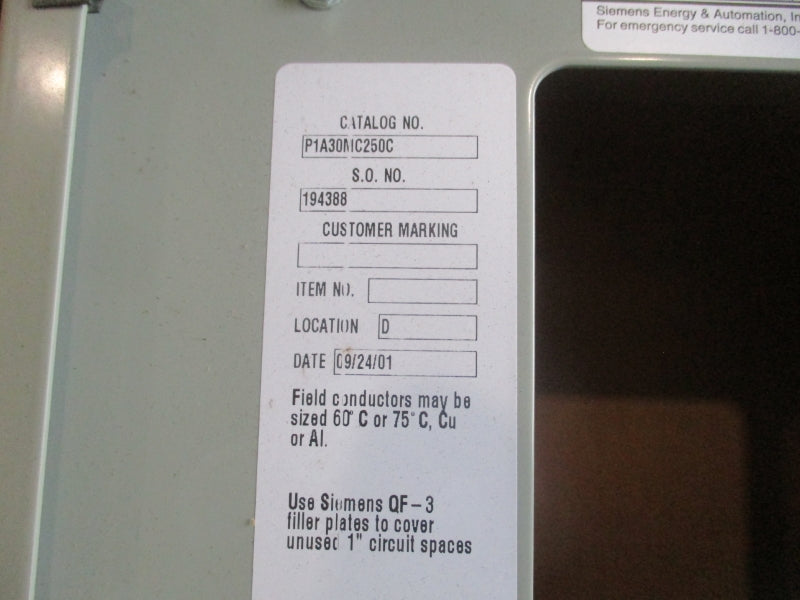 Siemens Energy & Automation, In
For emergency service call 1-800-
CATALOG NO.
P1A30MC250C
S.O. NO.
194388
CUSTOMER MARKING
ITEM NO.
LOCATION D
DATE 09/24/01
Field conductors may be
sized 60° C or 75° C, Cu
or Al.
Use Siemens QF-3
filler plates to cover
unused 1" circuit spaces